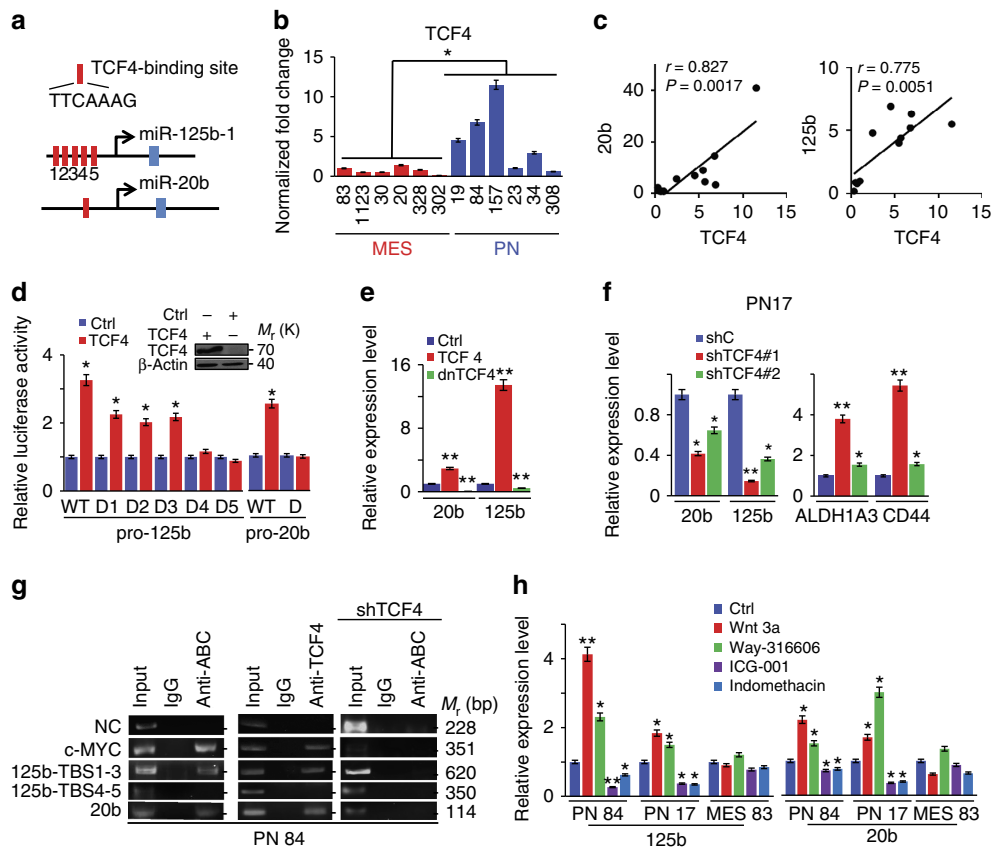 a
TCF4-binding site
TTCAAAG
miR-125b-1
12345
miR-20b
b
TCF4
*
Normalized fold change
15
10
5
0
83 1123 30 20 328 302 19 84 157 23 34 308
MES PN
c
r = 0.827
P = 0.0017
20b
40
20
0
0 5 10 15
TCF4
r = 0.775
P = 0.0051
125b
10
5
0
0 5 10 15
TCF4
d
Ctrl
TCF4
Ctrl – +
TCF4 + –
Mr (K)
TCF4 70
β-Actin 40
Relative luciferase activity
4
2
0
* * * * *
WT D1 D2 D3 D4 D5 WT D
pro-125b pro-20b
e
Ctrl
TCF 4
dnTCF4
Relative expression level
16
12
8
4
0
** ** ** **
20b 125b
f
PN17
shC
shTCF4#1
shTCF4#2
Relative expression level
0.8
0.4
0
* * ** *
20b 125b
6
4
2
0
** * ** *
ALDH1A3 CD44
g
shTCF4
Input IgG Anti-ABC Input IgG Anti-TCF4 Input IgG Anti-ABC
Mr (bp)
NC 228
c-MYC 351
125b-TBS1-3 620
125b-TBS4-5 350
20b 114
PN 84
h
Ctrl
Wnt 3a
Way-316606
ICG-001
Indomethacin
Relative expression level
4
2
0
** * ** * * * * * * * * * * * * *
PN 84 PN 17 MES 83 PN 84 PN 17 MES 83
125b 20b